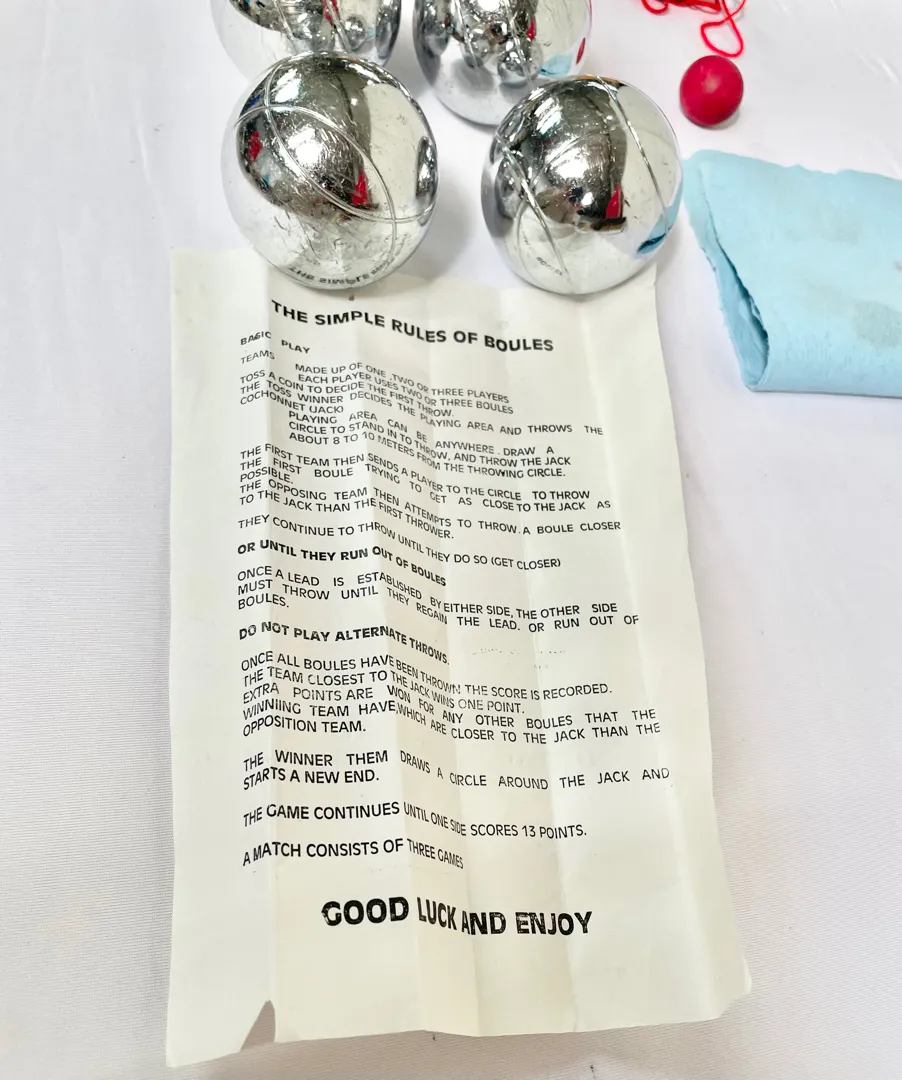 THE SIMPLE RULES OF BOULES
BASIC PLAY
TEAMS MADE UP OF ONE ,TWO OR THREE PLAYERS
EACH PLAYER USES TWO OR THREE BOULES
TOSS A COIN TO DECIDE THE FIRST THROW.
THE TOSS WINNER DECIDES THE PLAYING AREA AND THROWS THE
COCHONNET (JACK)
PLAYING AREA CAN BE ANYWHERE . DRAW A
CIRCLE TO STAND IN TO THROW, AND THROW THE JACK
ABOUT 8 TO 10 METERS FROM THE THROWING CIRCLE.
THE FIRST TEAM THEN SENDS A PLAYER TO THE CIRCLE TO THROW
THE FIRST BOULE TRYING TO GET AS CLOSE TO THE JACK AS
POSSIBLE.
THE OPPOSING TEAM THEN ATTEMPTS TO THROW.A BOULE CLOSER
TO THE JACK THAN THE FIRST THROWER.
THEY CONTINUE TO THROW UNTIL THEY DO SO (GET CLOSER)
OR UNTIL THEY RUN OUT OF BOULES
ONCE A LEAD IS ESTABLISHED BY EITHER SIDE, THE OTHER SIDE
MUST THROW UNTIL THEY REGAIN THE LEAD. OR RUN OUT OF
BOULES.
DO NOT PLAY ALTERNATE THROWS.
ONCE ALL BOULES HAVE BEEN THROWN THE SCORE IS RECORDED.
THE TEAM CLOSEST TO THE JACK WINS ONE POINT.
EXTRA POINTS ARE WON FOR ANY OTHER BOULES THAT THE
WINNIING TEAM HAVE,WHICH ARE CLOSER TO THE JACK THAN THE
OPPOSITION TEAM.
THE WINNER THEM DRAWS A CIRCLE AROUND THE JACK AND
STARTS A NEW END.
THE GAME CONTINUES UNTIL ONE SIDE SCORES 13 POINTS.
A MATCH CONSISTS OF THREE GAMES
GOOD LUCK AND ENJOY